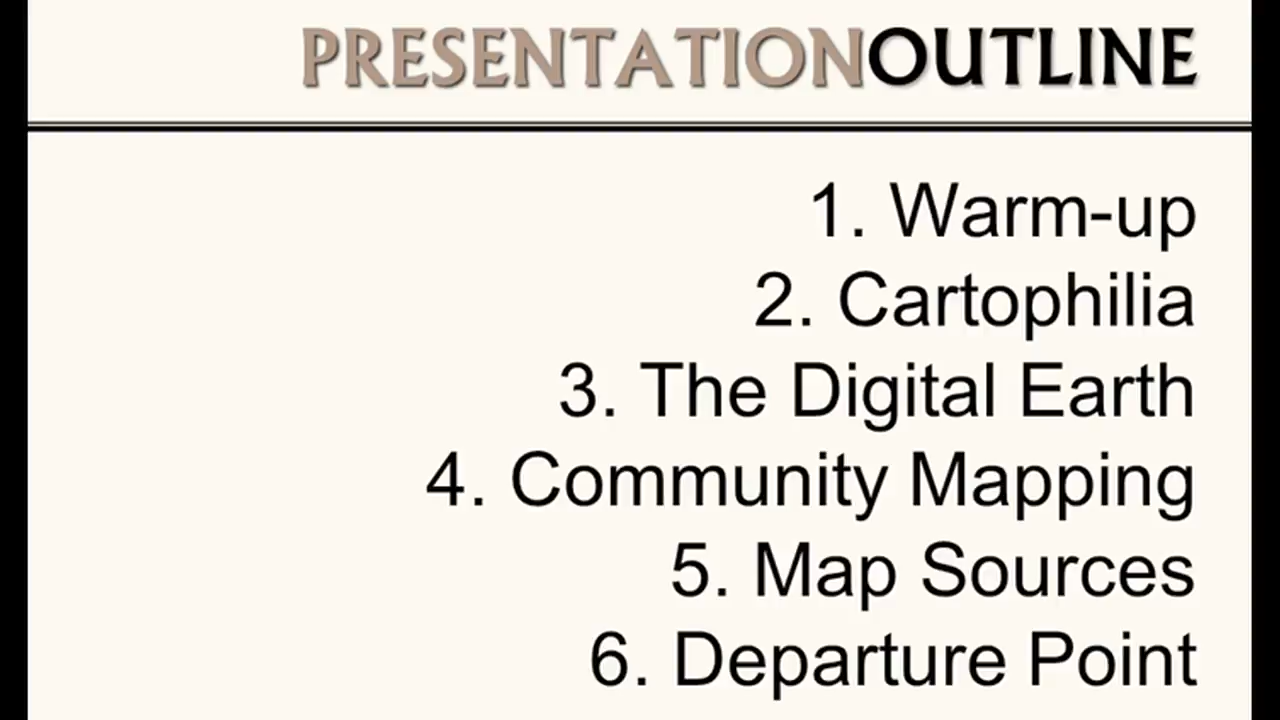 PRESENTATIONOUTLINE
1. Warm-up
2. Cartophilia
3. The Digital Earth
4. Community Mapping
5. Map Sources
6. Departure Point